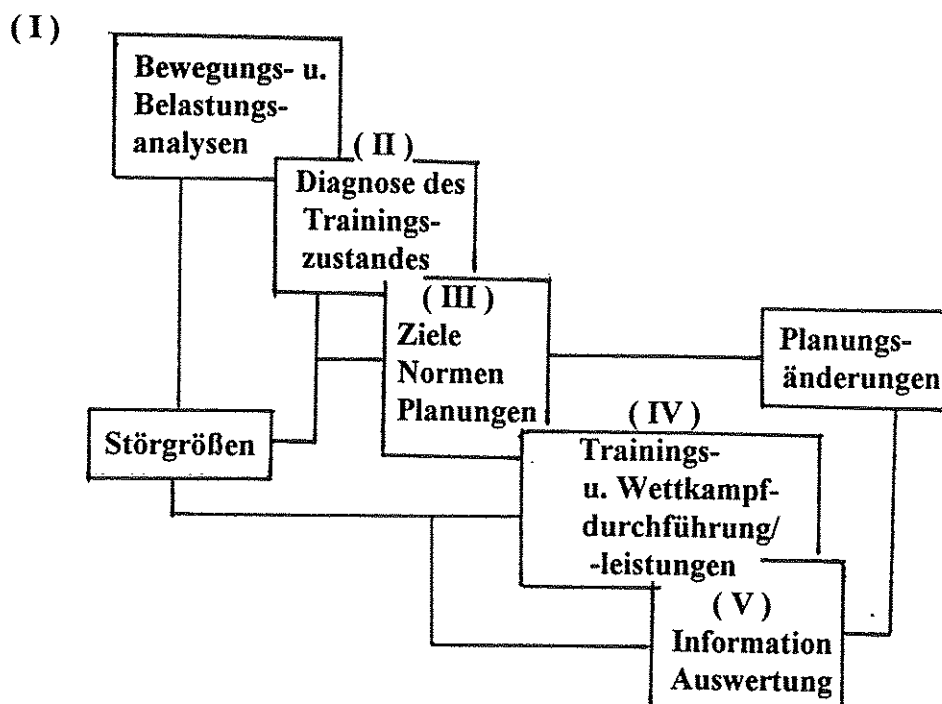 ( I )
Bewegungs- u.
Belastungs-
analysen
( II )
Diagnose des
Trainings-
zustandes
( III )
Ziele
Normen
Planungen
Planungs-
änderungen
Störgrößen
( IV )
Trainings-
u. Wettkampf-
durchführung/
-leistungen
( V )
Information
Auswertung